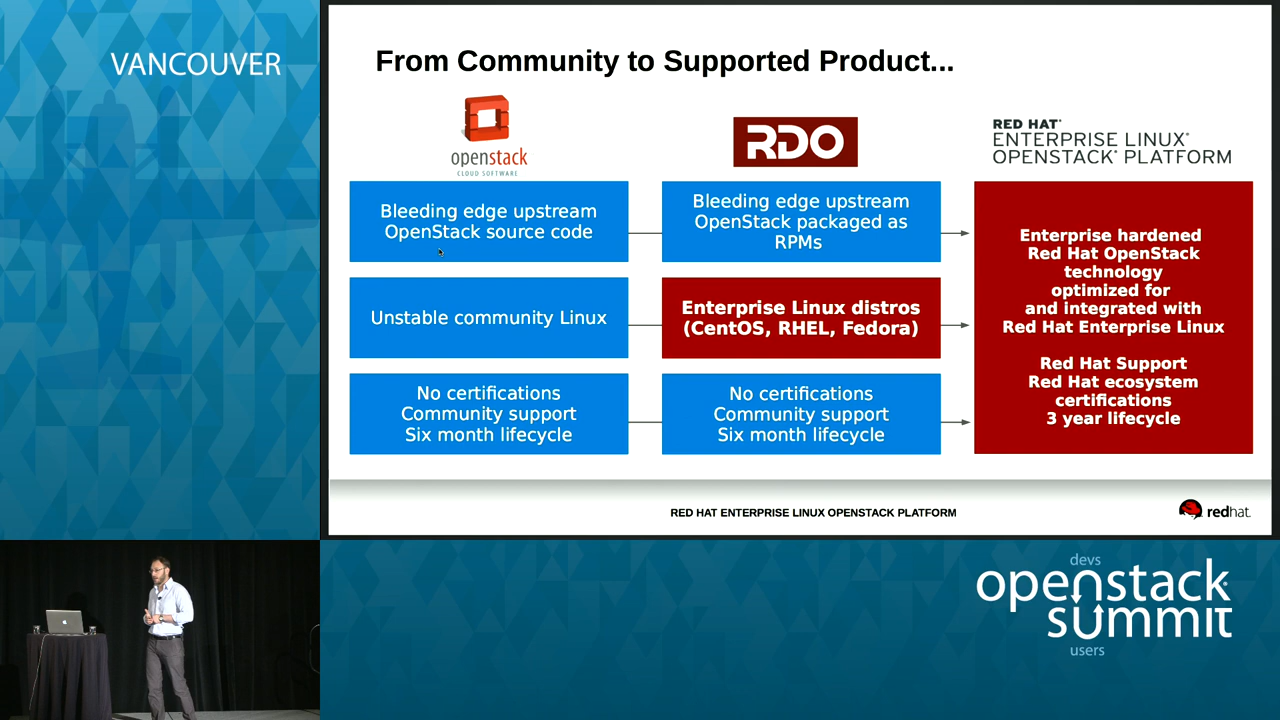 VANCOUVER
From Community to Supported Product...
openstack
CLOUD SOFTWARE
RDO
RED HAT®
ENTERPRISE LINUX®
OPENSTACK® PLATFORM
Bleeding edge upstream
OpenStack source code
Bleeding edge upstream
OpenStack packaged as
RPMs
Unstable community Linux
Enterprise Linux distros
(CentOS, RHEL, Fedora)
No certifications
Community support
Six month lifecycle
No certifications
Community support
Six month lifecycle
Enterprise hardened
Red Hat OpenStack
technology
optimized for
and integrated with
Red Hat Enterprise Linux
Red Hat Support
Red Hat ecosystem
certifications
3 year lifecycle
RED HAT ENTERPRISE LINUX OPENSTACK PLATFORM
redhat.
devs
openstack
summit
users